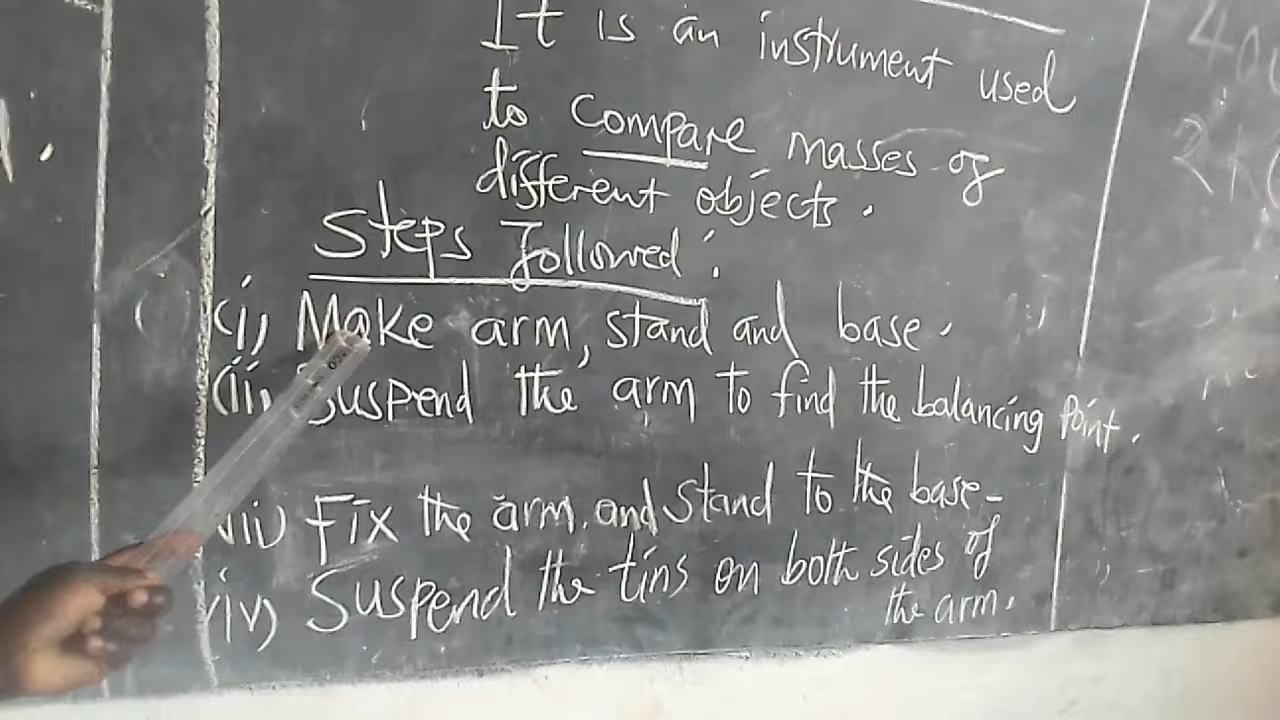 It is an instrument used
to compare masses of
different objects.
Steps Followed:
(i) Make arm, stand and base.
(ii) Suspend the arm to find the balancing point.
(iii) Fix the arm and stand to the base.
(iv) Suspend the tins on both sides of
the arm.